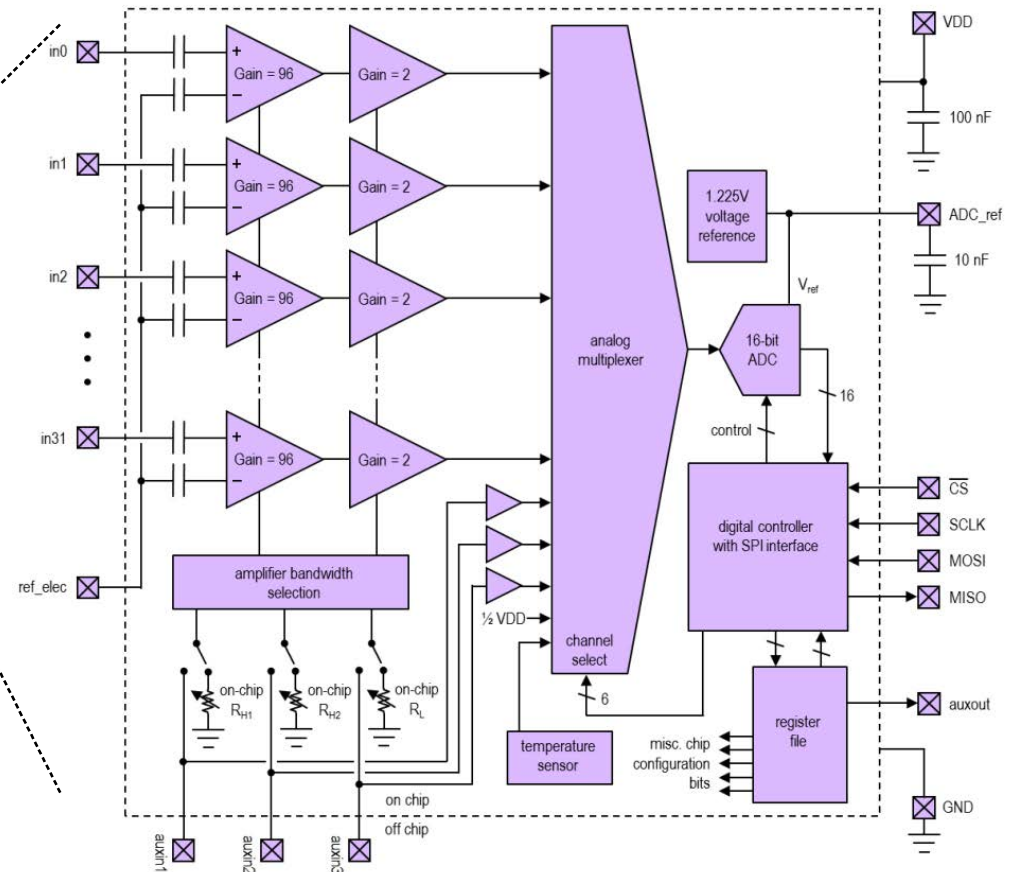 in0
+
−
Gain = 96
Gain = 2
in1
+
−
Gain = 96
Gain = 2
in2
+
−
Gain = 96
Gain = 2
in31
+
−
Gain = 96
Gain = 2
ref_elec
amplifier bandwidth
selection
on-chip
RH1
on-chip
RH2
on-chip
RL
auxin1
auxin2
auxin3
on chip
off chip
½ VDD
analog
multiplexer
channel
select
6
temperature
sensor
1.225V
voltage
reference
Vref
16-bit
ADC
16
control
digital controller
with SPI interface
register
file
misc. chip
configuration
bits
VDD
100 nF
ADC_ref
10 nF
C̅S̅
SCLK
MOSI
MISO
auxout
GND